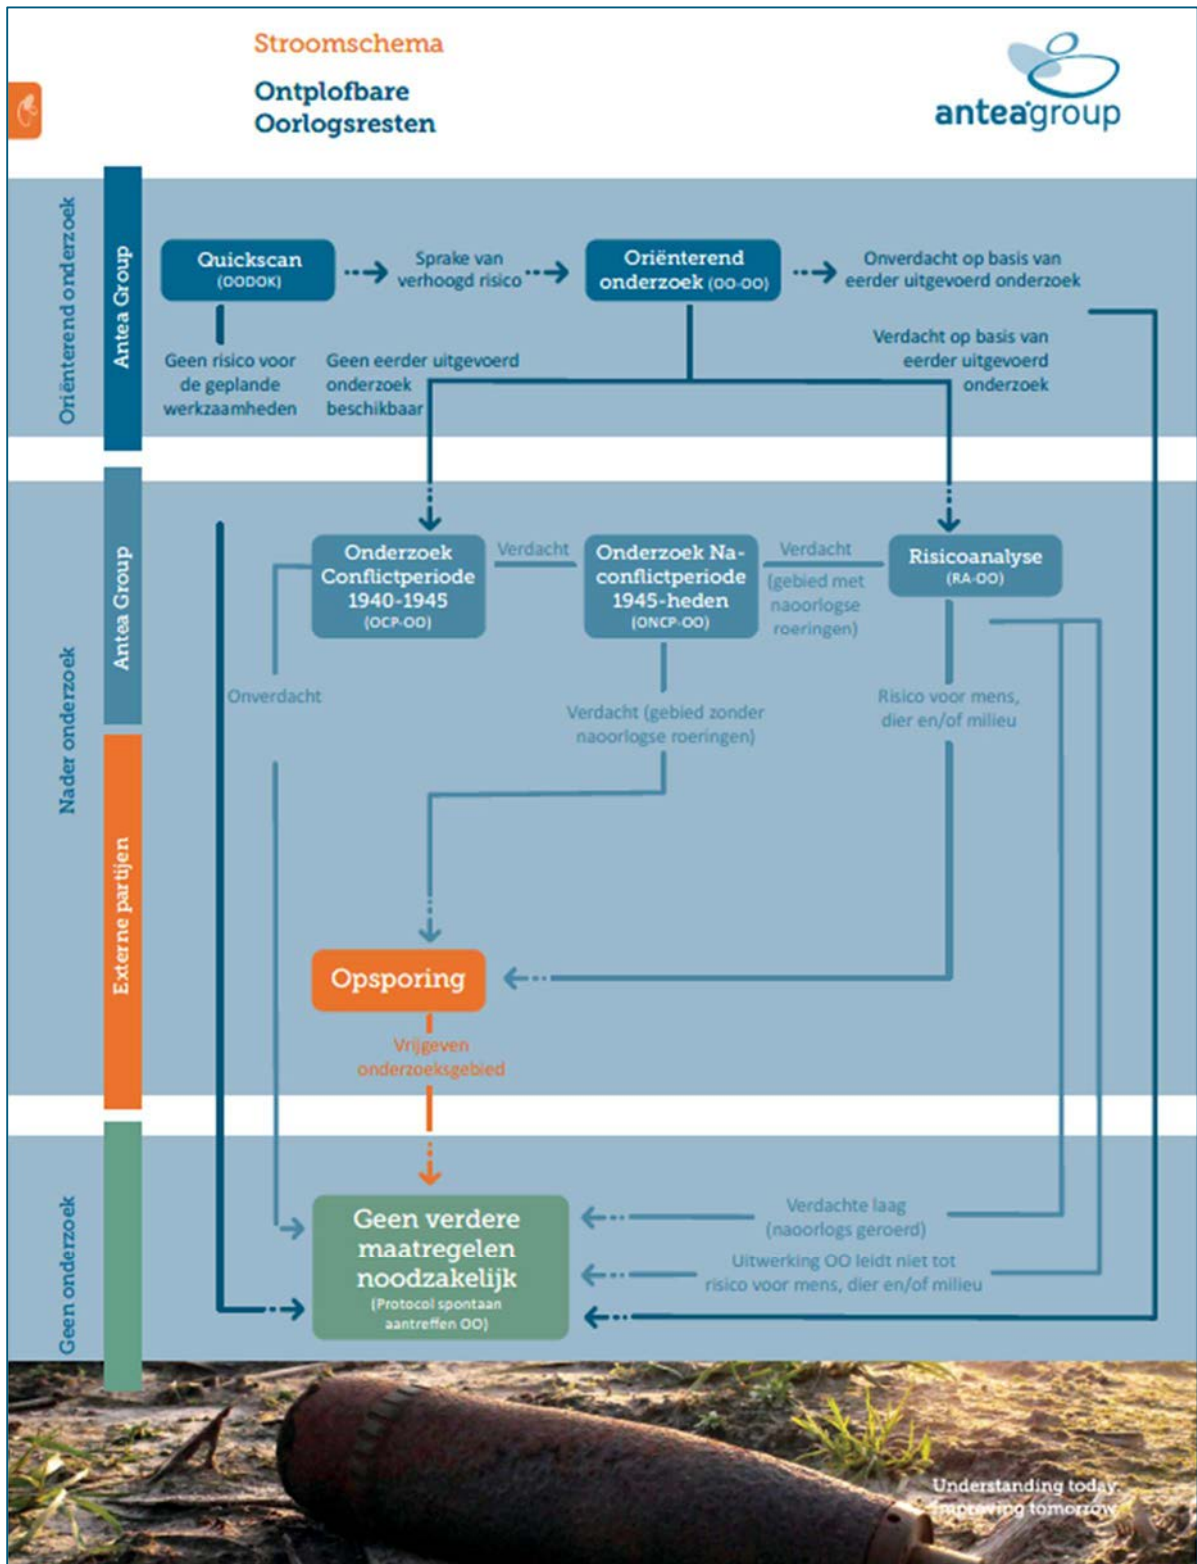 Stroomschema
Ontplofbare
Oorlogsresten
anteagroup
Oriënterend onderzoek
Antea Group
Quickscan
(OODOK)
Sprake van
verhoogd risico
Oriënterend
onderzoek (OO-OO)
Onverdacht op basis van
eerder uitgevoerd onderzoek
Geen risico voor
de geplande
werkzaamheden
Geen eerder uitgevoerd
onderzoek
beschikbaar
Verdacht op basis van
eerder uitgevoerd
onderzoek
Nader onderzoek
Antea Group
Onderzoek
Conflictperiode
1940-1945
(OCP-OO)
Verdacht
Onderzoek Na-
conflictperiode
1945-heden
(ONCP-OO)
Verdacht
(gebied met
naoorlogse
roeringen)
Risicoanalyse
(RA-OO)
Onverdacht
Verdacht (gebied zonder
naoorlogse roeringen)
Risico voor mens,
dier en/of milieu
Externe partijen
Opsporing
Vrijgeven
onderzoeksgebied
Geen onderzoek
Geen verdere
maatregelen
noodzakelijk
(Protocol spontaan
aantreffen OO)
Verdachte laag
(naoorlogs geroerd)
Uitwerking OO leidt niet tot
risico voor mens, dier en/of milieu
Understanding today.
Improving tomorrow.